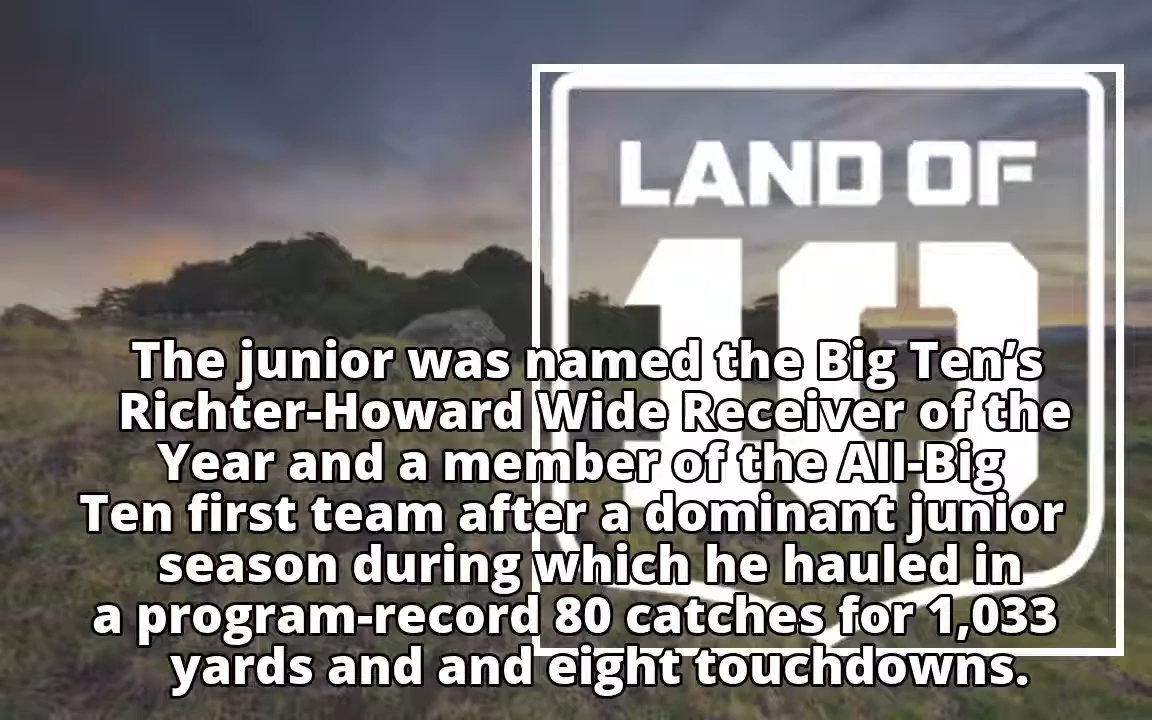 LAND OF
10
The junior was named the Big Ten’s
Richter-Howard Wide Receiver of the
Year and a member of the All-Big
Ten first team after a dominant junior
season during which he hauled in
a program-record 80 catches for 1,033
yards and and eight touchdowns.